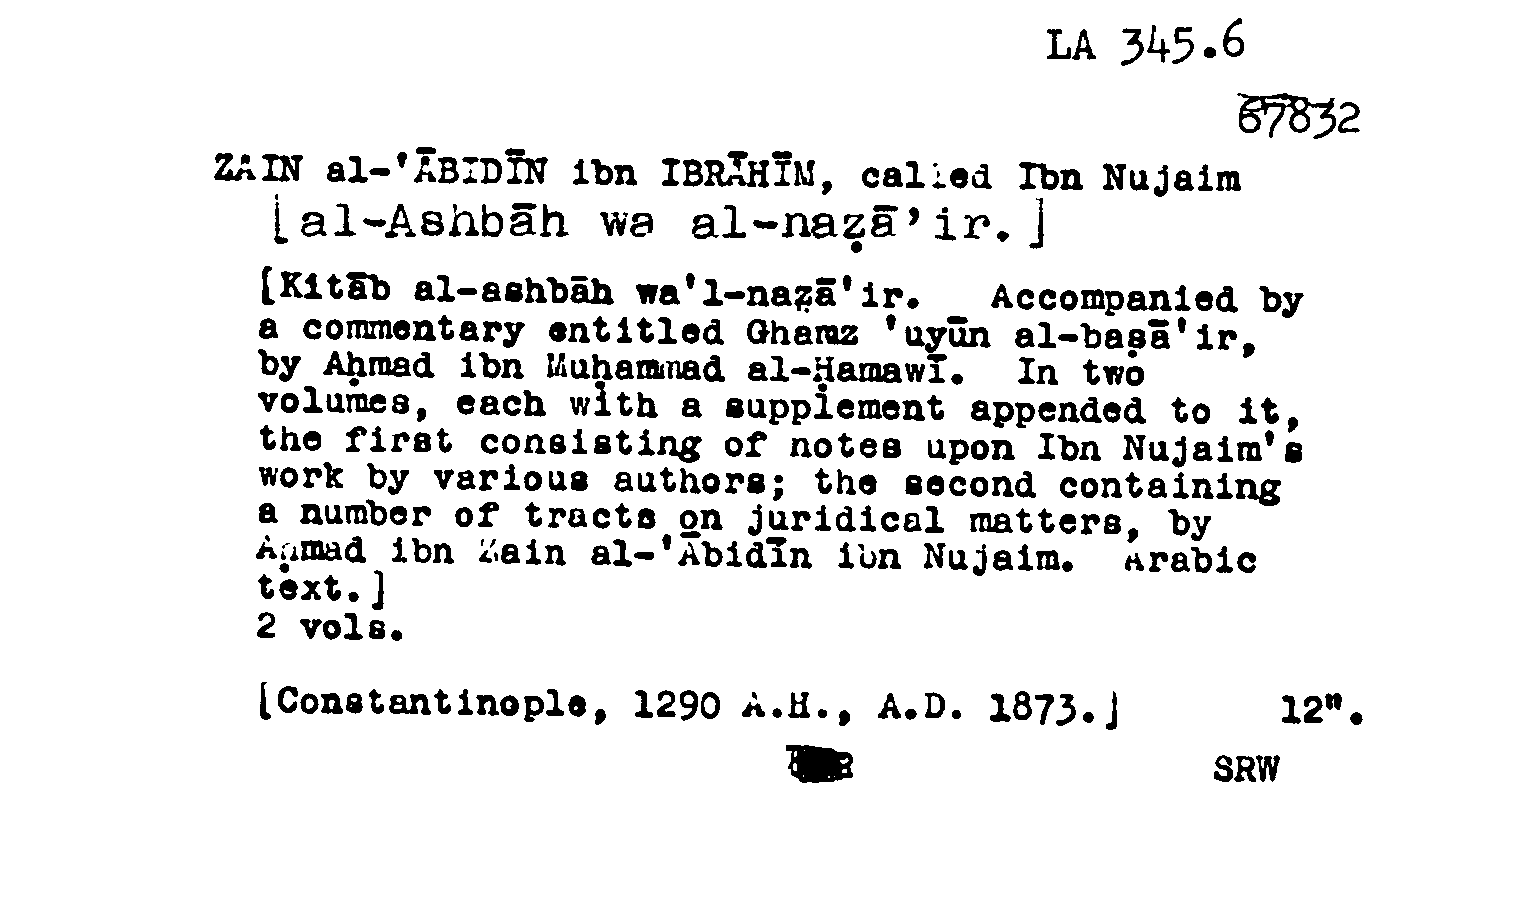 LA 345.6
67832
ZAIN al-'ĀBIDĪN ibn IBRĀHĪM, called Ibn Nujaim
[al-Ashbāh wa al-naẓā'ir.]
[Kitāb al-ashbāh wa'l-naẓā'ir. Accompanied by
a commentary entitled Ghamz 'uyūn al-baṣā'ir,
by Aḥmad ibn Muḥammad al-Ḥamawī. In two
volumes, each with a supplement appended to it,
the first consisting of notes upon Ibn Nujaim's
work by various authors; the second containing
a number of tracts on juridical matters, by
Aḥmad ibn Zain al-'Ābidīn ibn Nujaim. Arabic
text.]
2 vols.
[Constantinople, 1290 A.H., A.D. 1873.] 12".
SRW